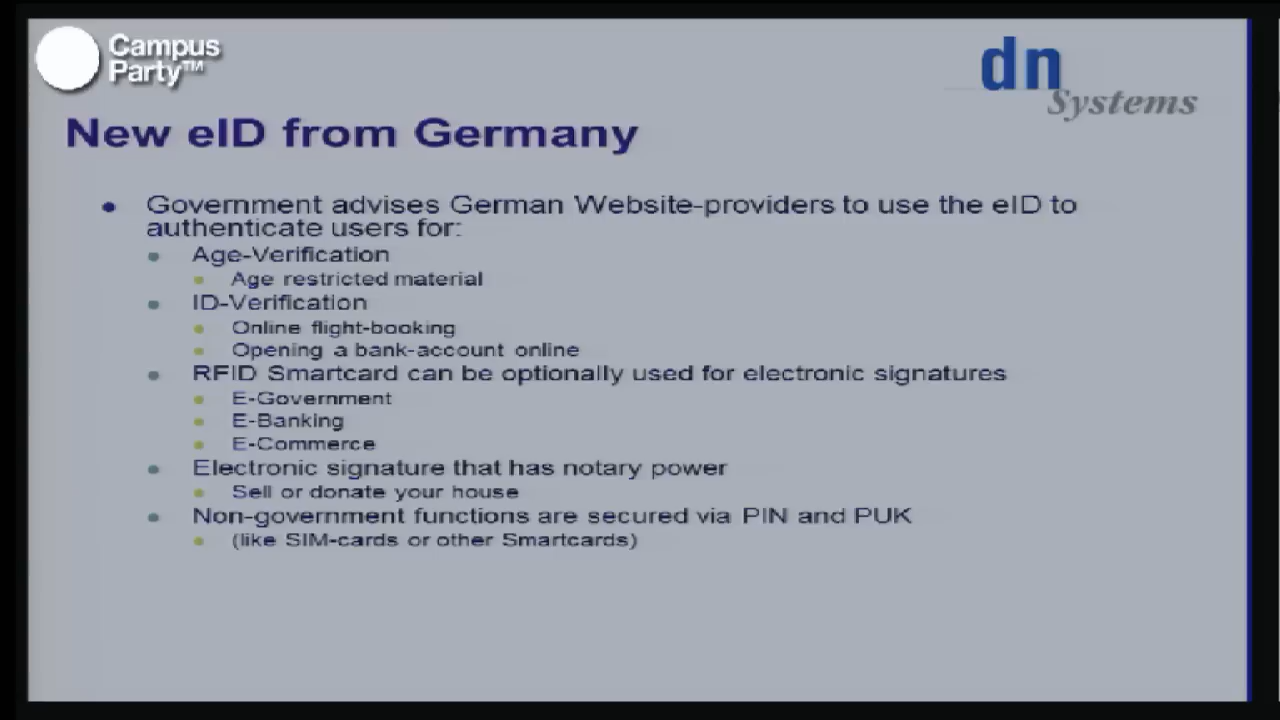 Campus
Party™
dn
Systems
New eID from Germany
Government advises German Website-providers to use the eID to
authenticate users for:
Age-Verification
Age restricted material
ID-Verification
Online flight-booking
Opening a bank-account online
RFID Smartcard can be optionally used for electronic signatures
E-Government
E-Banking
E-Commerce
Electronic signature that has notary power
Sell or donate your house
Non-government functions are secured via PIN and PUK
(like SIM-cards or other Smartcards)